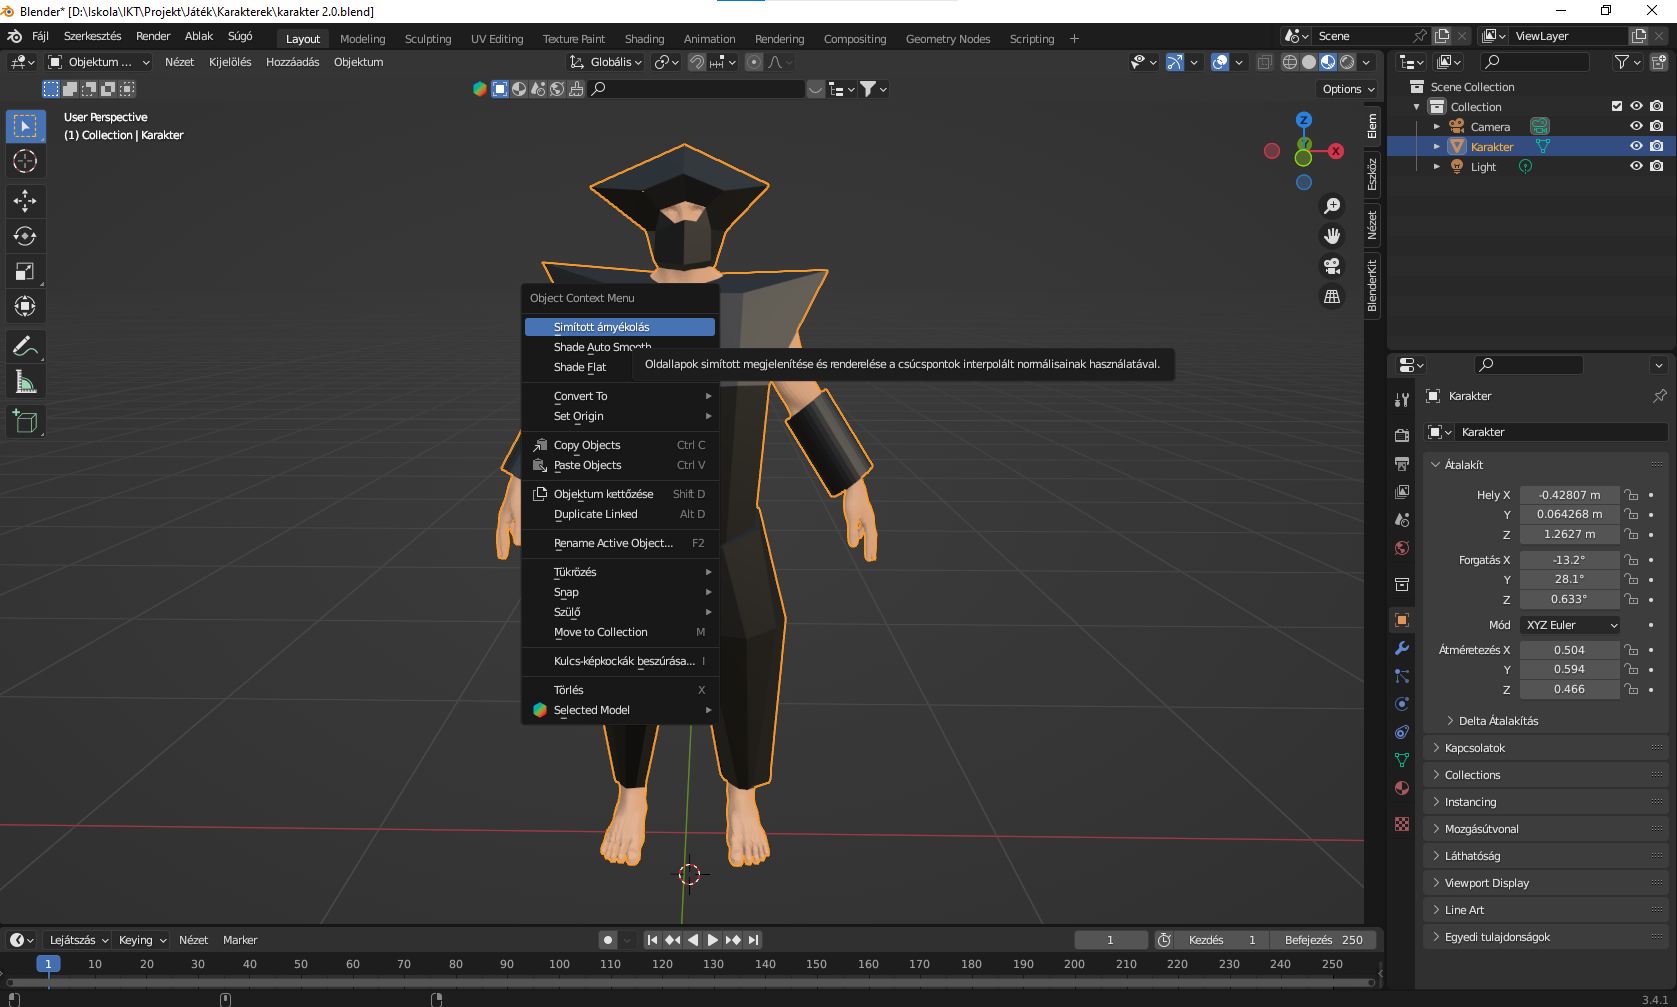 Blender* [D:\Iskola\IKT\Projekt\Játék\Karakterek\karakter 2.0.blend]
Fájl Szerkesztés Render Ablak Súgó Layout Modeling Sculpting UV Editing Texture Paint Shading Animation Rendering Compositing Geometry Nodes Scripting + Scene ViewLayer
Objektum ... Nézet Kijelölés Hozzáadás Objektum Globális
Options
User Perspective
(1) Collection | Karakter
Z
Y
X
Elem
Eszköz
Nézet
BlenderKit
Scene Collection
Collection
Camera
Karakter
Light
Object Context Menu
Simított árnyékolás
Shade Auto Smooth
Shade Flat
Oldallapok simított megjelenítése és renderelése a csúcspontok interpolált normálisainak használatával.
Convert To
Set Origin
Copy Objects Ctrl C
Paste Objects Ctrl V
Objektum kettőzése Shift D
Duplicate Linked Alt D
Rename Active Object... F2
Tükrözés
Snap
Szülő
Move to Collection M
Kulcs-képkockák beszúrása... I
Törlés X
Selected Model
Karakter
Karakter
Átalakít
Hely X -0.42807 m
Y 0.064268 m
Z 1.2627 m
Forgatás X -13.2°
Y 28.1°
Z 0.633°
Mód XYZ Euler
Átméretezés X 0.504
Y 0.594
Z 0.466
Delta Átalakítás
Kapcsolatok
Collections
Instancing
Mozgásútvonal
Láthatóság
Viewport Display
Line Art
Egyedi tulajdonságok
Lejátszás Keying Nézet Marker 1 Kezdés 1 Befejezés 250
1 10 20 30 40 50 60 70 80 90 100 110 120 130 140 150 160 170 180 190 200 210 220 230 240 250
3.4.1